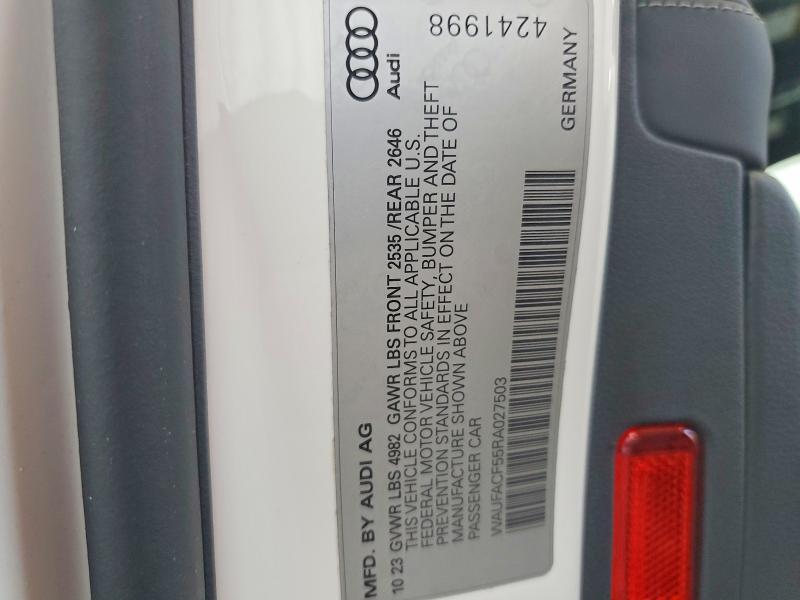 MFD. BY AUDI AG
10 23 GVWR LBS 4982 GAWR LBS FRONT 2535 /REAR 2646
THIS VEHICLE CONFORMS TO ALL APPLICABLE U.S.
FEDERAL MOTOR VEHICLE SAFETY, BUMPER AND THEFT
PREVENTION STANDARDS IN EFFECT ON THE DATE OF
MANUFACTURE SHOWN ABOVE
PASSENGER CAR
WAUFACF55RA027503
Audi
4241998
GERMANY